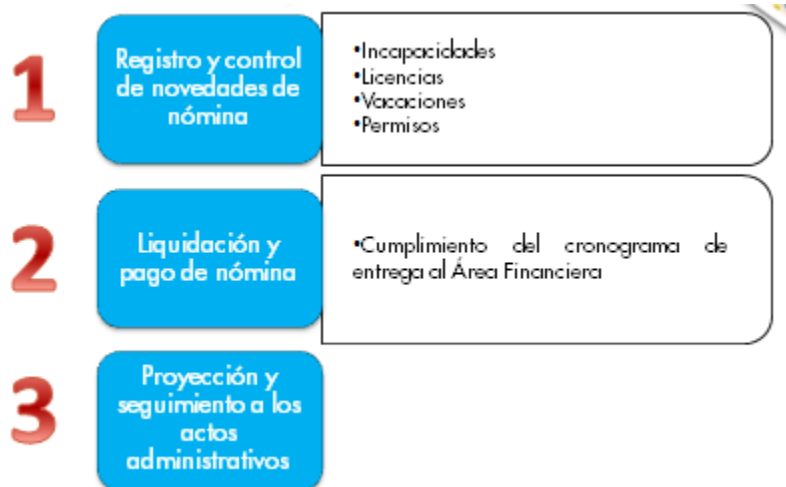 1
Registro y control
de novedades de
nómina
•Incapacidades
•Licencias
•Vacaciones
•Permisos
2
Liquidación y
pago de nómina
•Cumplimiento del cronograma de
entrega al Área Financiera
3
Proyección y
seguimiento a los
actos
administrativos